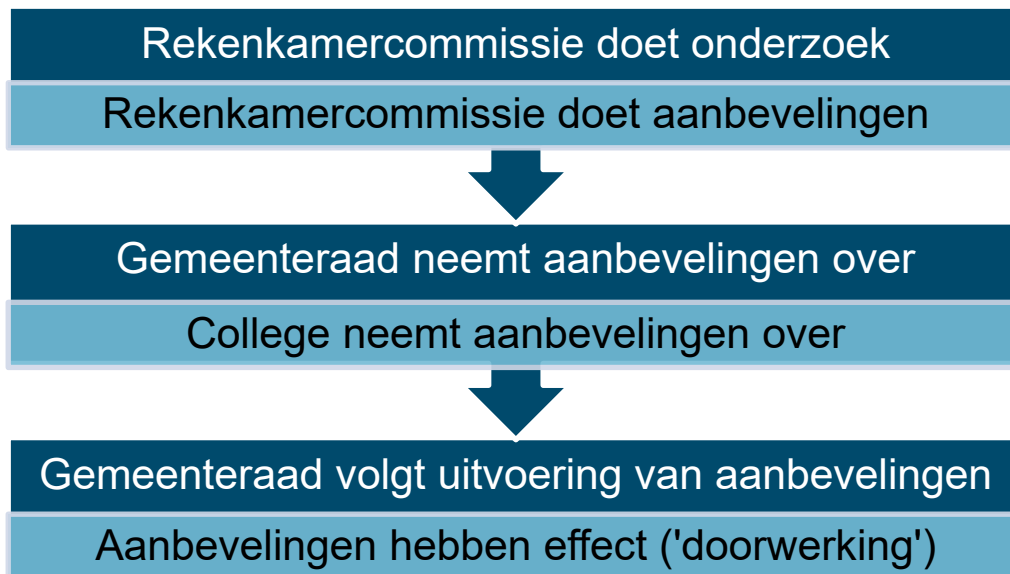 Rekenkamercommissie doet onderzoek
Rekenkamercommissie doet aanbevelingen
Gemeenteraad neemt aanbevelingen over
College neemt aanbevelingen over
Gemeenteraad volgt uitvoering van aanbevelingen
Aanbevelingen hebben effect ('doorwerking')